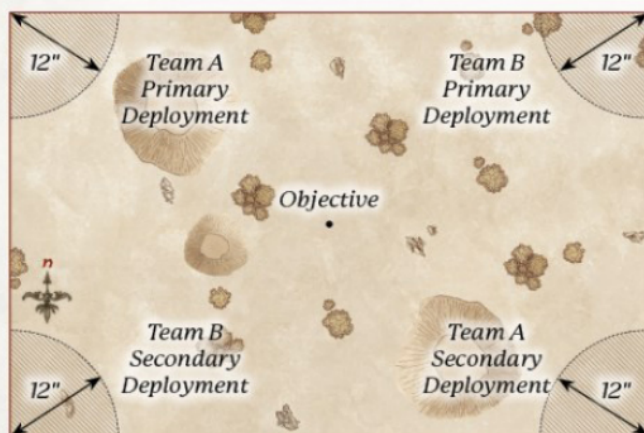 12"
Team A
Primary
Deployment
Team B
Primary
Deployment
12"
Objective
n
12"
Team B
Secondary
Deployment
Team A
Secondary
Deployment
12"